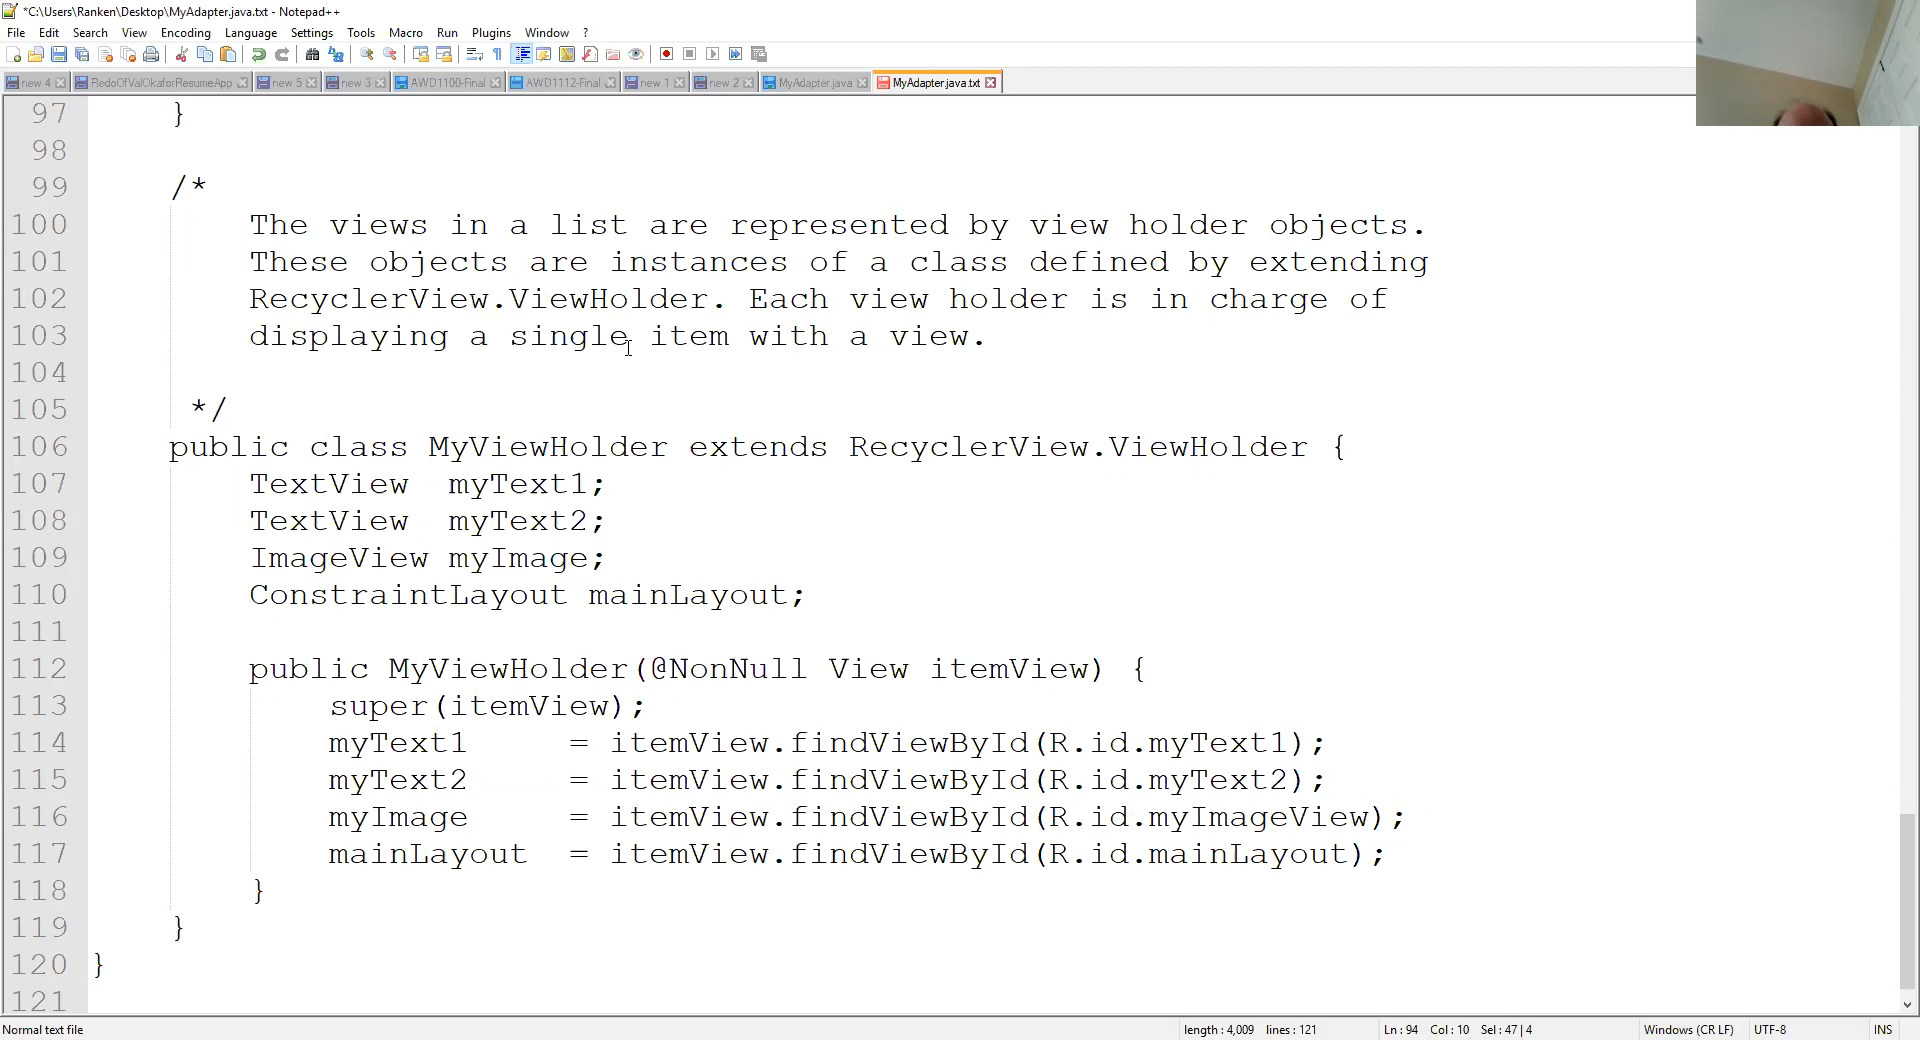 *C:\Users\Ranken\Desktop\MyAdapter.java.txt - Notepad++
File Edit Search View Encoding Language Settings Tools Macro Run Plugins Window ?
new 4 RedoOfValOkaforResumeApp new 5 new 3 AWD1100-Final AWD1112-Final new 1 new 2 MyAdapter.java MyAdapter.java.txt
97 }
98
99 /*
100 The views in a list are represented by view holder objects.
101 These objects are instances of a class defined by extending
102 RecyclerView.ViewHolder. Each view holder is in charge of
103 displaying a single item with a view.
104
105 */
106 public class MyViewHolder extends RecyclerView.ViewHolder {
107 TextView  myText1;
108 TextView  myText2;
109 ImageView myImage;
110 ConstraintLayout mainLayout;
111
112 public MyViewHolder(@NonNull View itemView) {
113 super(itemView);
114 myText1     = itemView.findViewById(R.id.myText1);
115 myText2     = itemView.findViewById(R.id.myText2);
116 myImage     = itemView.findViewById(R.id.myImageView);
117 mainLayout  = itemView.findViewById(R.id.mainLayout);
118 }
119 }
120 }
121
Normal text file length : 4,009 lines : 121 Ln : 94 Col : 10 Sel : 47 | 4 Windows (CR LF) UTF-8 INS